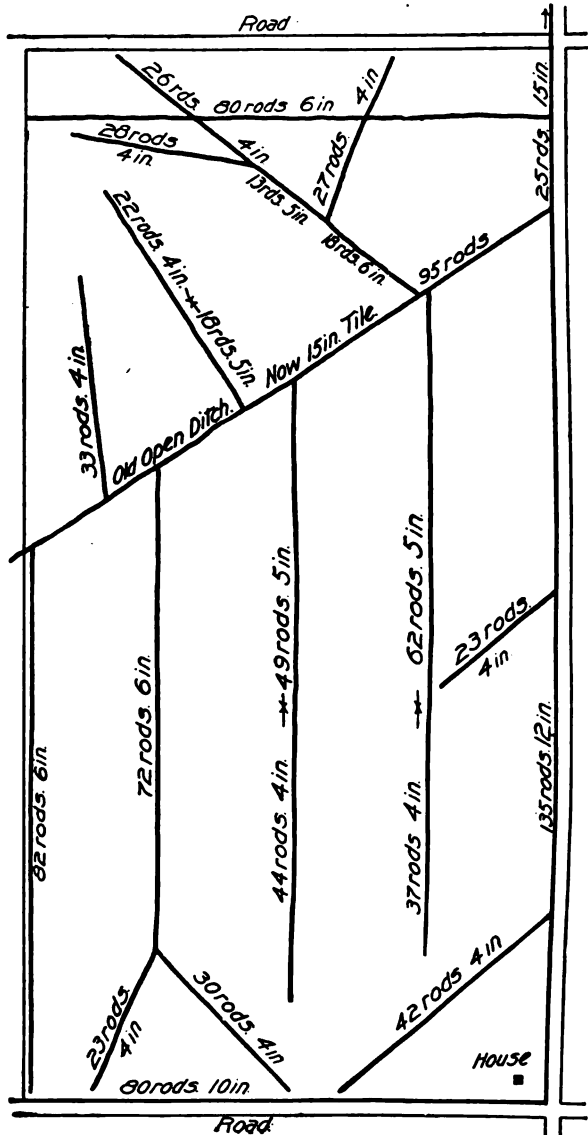 Road
26 rds.
4 in
80 rods 6 in
4 in
27 rods.
15 in.
25 rds.
28 rods
4 in.
13 rds. 5 in.
18 rds. 6 in.
22 rods. 4 in. 18 rds. 5 in.
95 rods
33 rods. 4 in.
Old Open Ditch. Now 15 in. Tile.
72 rods. 6 in.
44 rods. 4 in. 49 rods. 5 in.
37 rods 4 in. 62 rods. 5 in.
23 rods.
4 in.
82 rods. 6 in.
135 rods. 12 in.
23 rods.
4 in
30 rods. 4 in.
42 rods 4 in
House
80 rods. 10 in.
Road